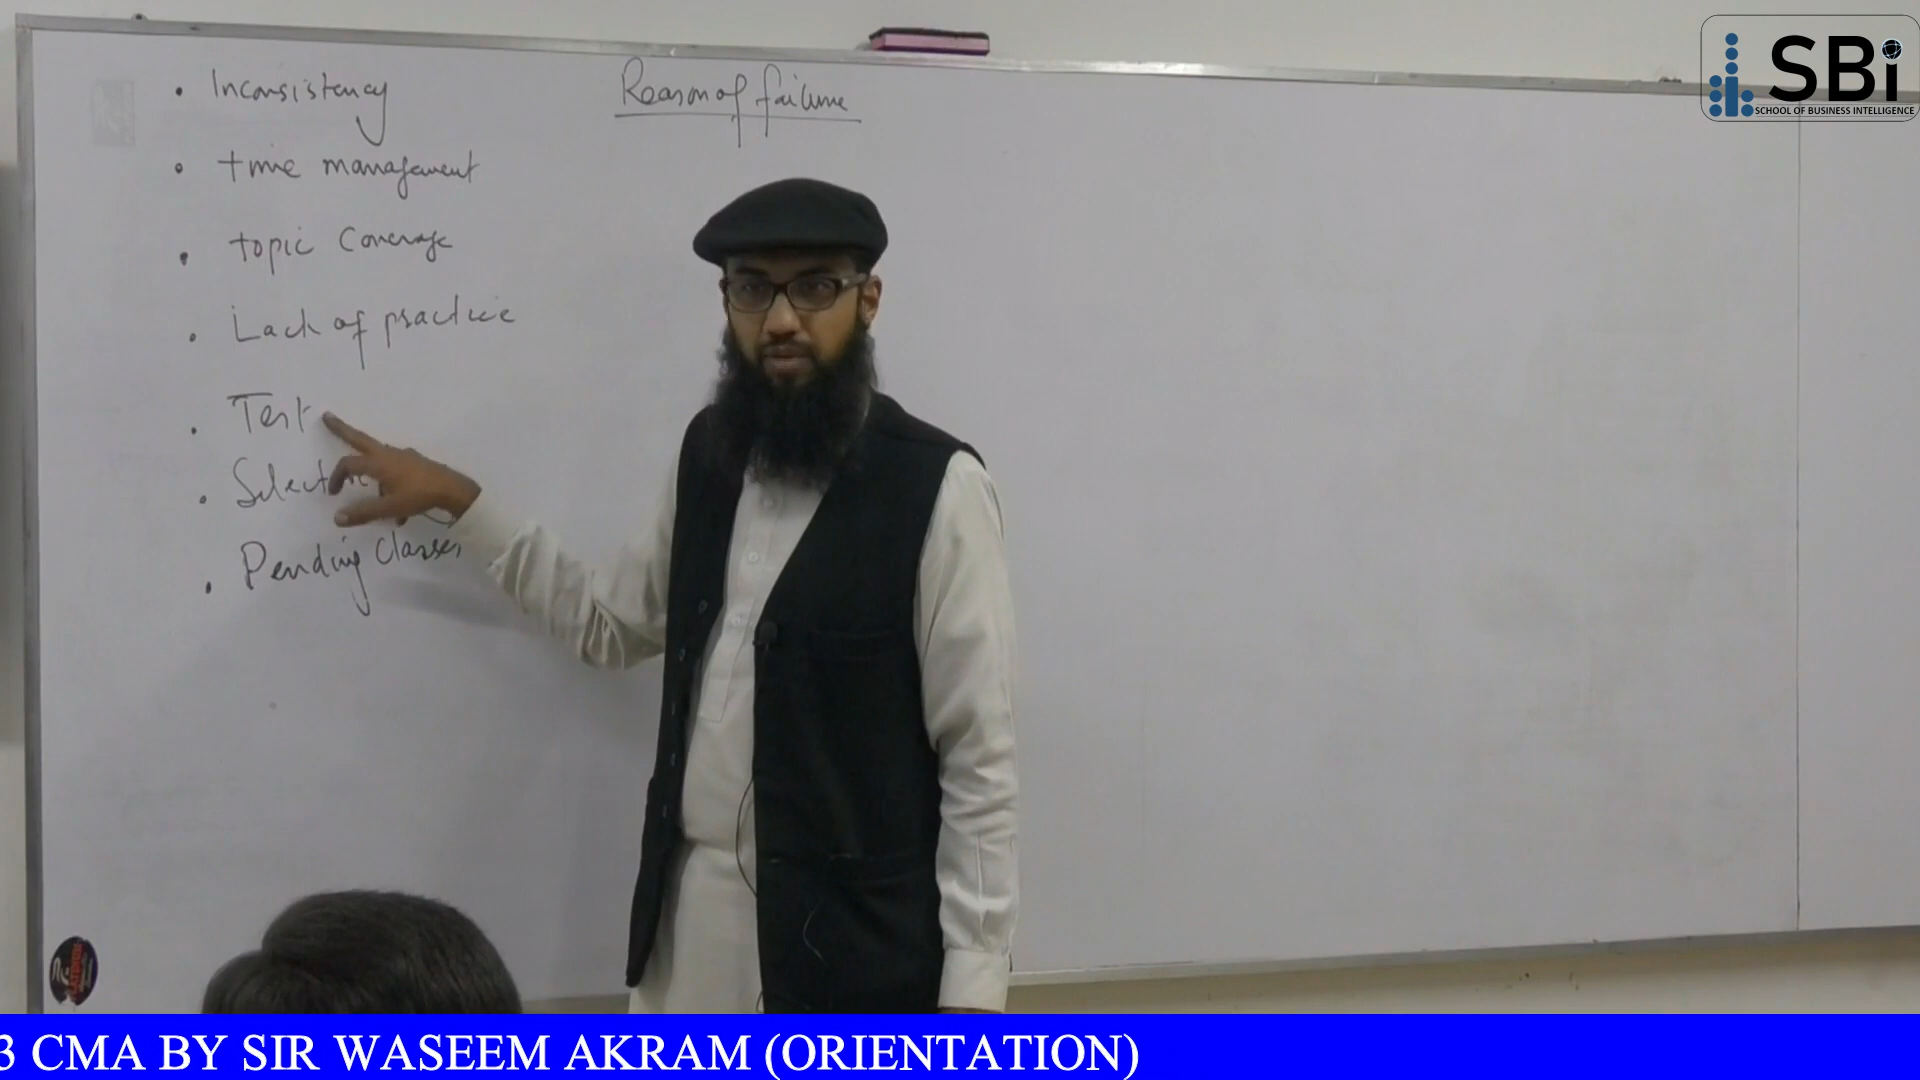 Reason of failure
• Inconsistency
• time management
• topic Coverage
• Lack of practice
• Test
• Selection
• Pending Classes
SBi
SCHOOL OF BUSINESS INTELLIGENCE
3 CMA BY SIR WASEEM AKRAM (ORIENTATION)